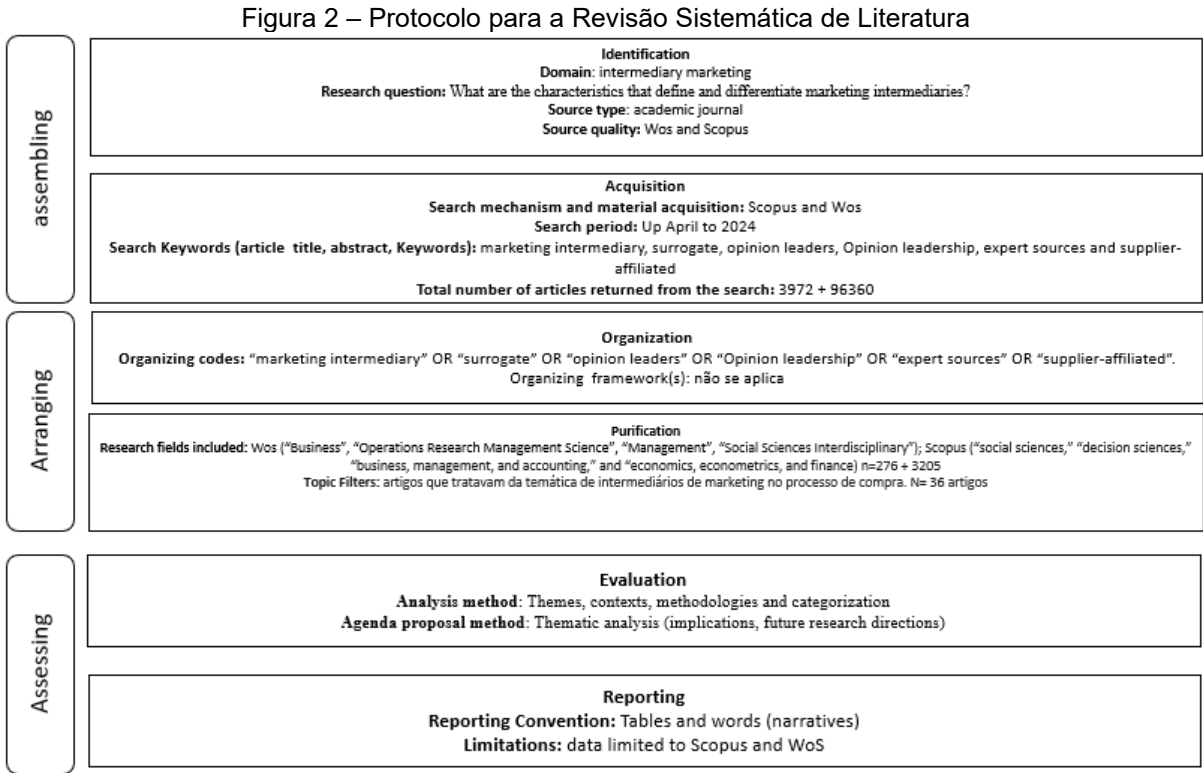 Figura 2 – Protocolo para a Revisão Sistemática de Literatura
assembling
Identification
Domain: intermediary marketing
Research question: What are the characteristics that define and differentiate marketing intermediaries?
Source type: academic journal
Source quality: Wos and Scopus
Acquisition
Search mechanism and material acquisition: Scopus and Wos
Search period: Up April to 2024
Search Keywords (article title, abstract, Keywords): marketing intermediary, surrogate, opinion leaders, Opinion leadership, expert sources and supplier-
affiliated
Total number of articles returned from the search: 3972 + 96360
Arranging
Organization
Organizing codes: “marketing intermediary” OR “surrogate” OR “opinion leaders” OR “Opinion leadership” OR “expert sources” OR “supplier-affiliated”.
Organizing framework(s): não se aplica
Purification
Research fields included: Wos (“Business”, “Operations Research Management Science”, “Management”, “Social Sciences Interdisciplinary”); Scopus (“social sciences,” “decision sciences,”
“business, management, and accounting,” and “economics, econometrics, and finance) n=276 + 3205
Topic Filters: artigos que tratavam da temática de intermediários de marketing no processo de compra. N= 36 artigos
Assessing
Evaluation
Analysis method: Themes, contexts, methodologies and categorization
Agenda proposal method: Thematic analysis (implications, future research directions)
Reporting
Reporting Convention: Tables and words (narratives)
Limitations: data limited to Scopus and WoS